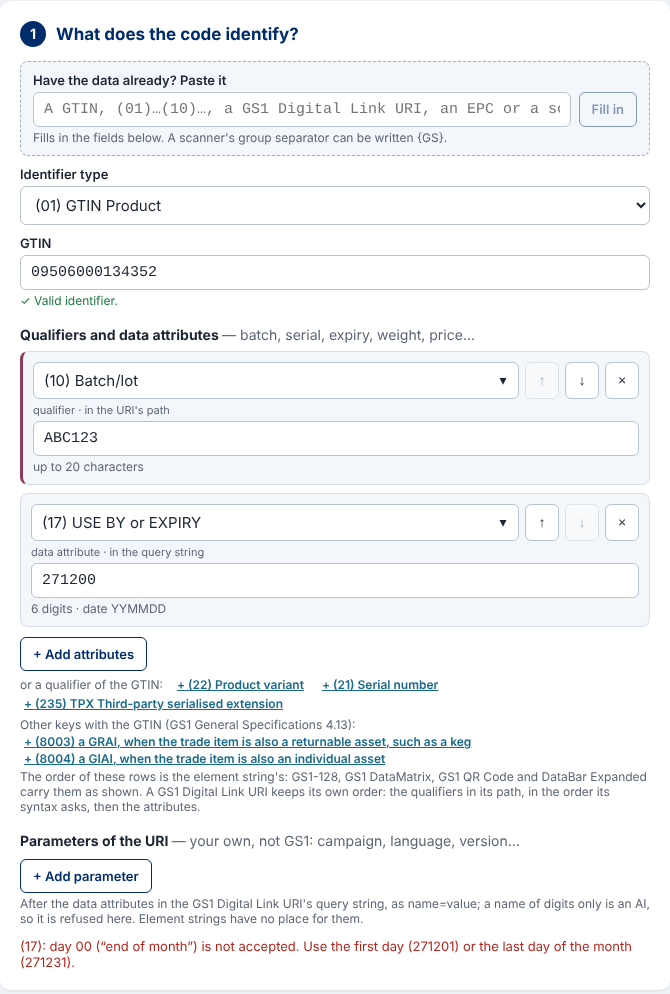 1 What does the code identify?
Have the data already? Paste it
A GTIN, (01)…(10)…, a GS1 Digital Link URI, an EPC or a sc
Fill in
Fills in the fields below. A scanner's group separator can be written {GS}.
Identifier type
(01) GTIN Product
GTIN
09506000134352
✓ Valid identifier.
Qualifiers and data attributes — batch, serial, expiry, weight, price…
(10) Batch/lot ▼ ↑ ↓ ×
qualifier · in the URI's path
ABC123
up to 20 characters
(17) USE BY or EXPIRY ▼ ↑ ↓ ×
data attribute · in the query string
271200
6 digits · date YYMMDD
+ Add attributes
or a qualifier of the GTIN: + (22) Product variant + (21) Serial number
+ (235) TPX Third-party serialised extension
Other keys with the GTIN (GS1 General Specifications 4.13):
+ (8003) a GRAI, when the trade item is also a returnable asset, such as a keg
+ (8004) a GIAI, when the trade item is also an individual asset
The order of these rows is the element string's: GS1-128, GS1 DataMatrix, GS1 QR Code and DataBar Expanded
carry them as shown. A GS1 Digital Link URI keeps its own order: the qualifiers in its path, in the order its
syntax asks, then the attributes.
Parameters of the URI — your own, not GS1: campaign, language, version…
+ Add parameter
After the data attributes in the GS1 Digital Link URI's query string, as name=value; a name of digits only is an AI,
so it is refused here. Element strings have no place for them.
(17): day 00 (“end of month”) is not accepted. Use the first day (271201) or the last day of the month
(271231).